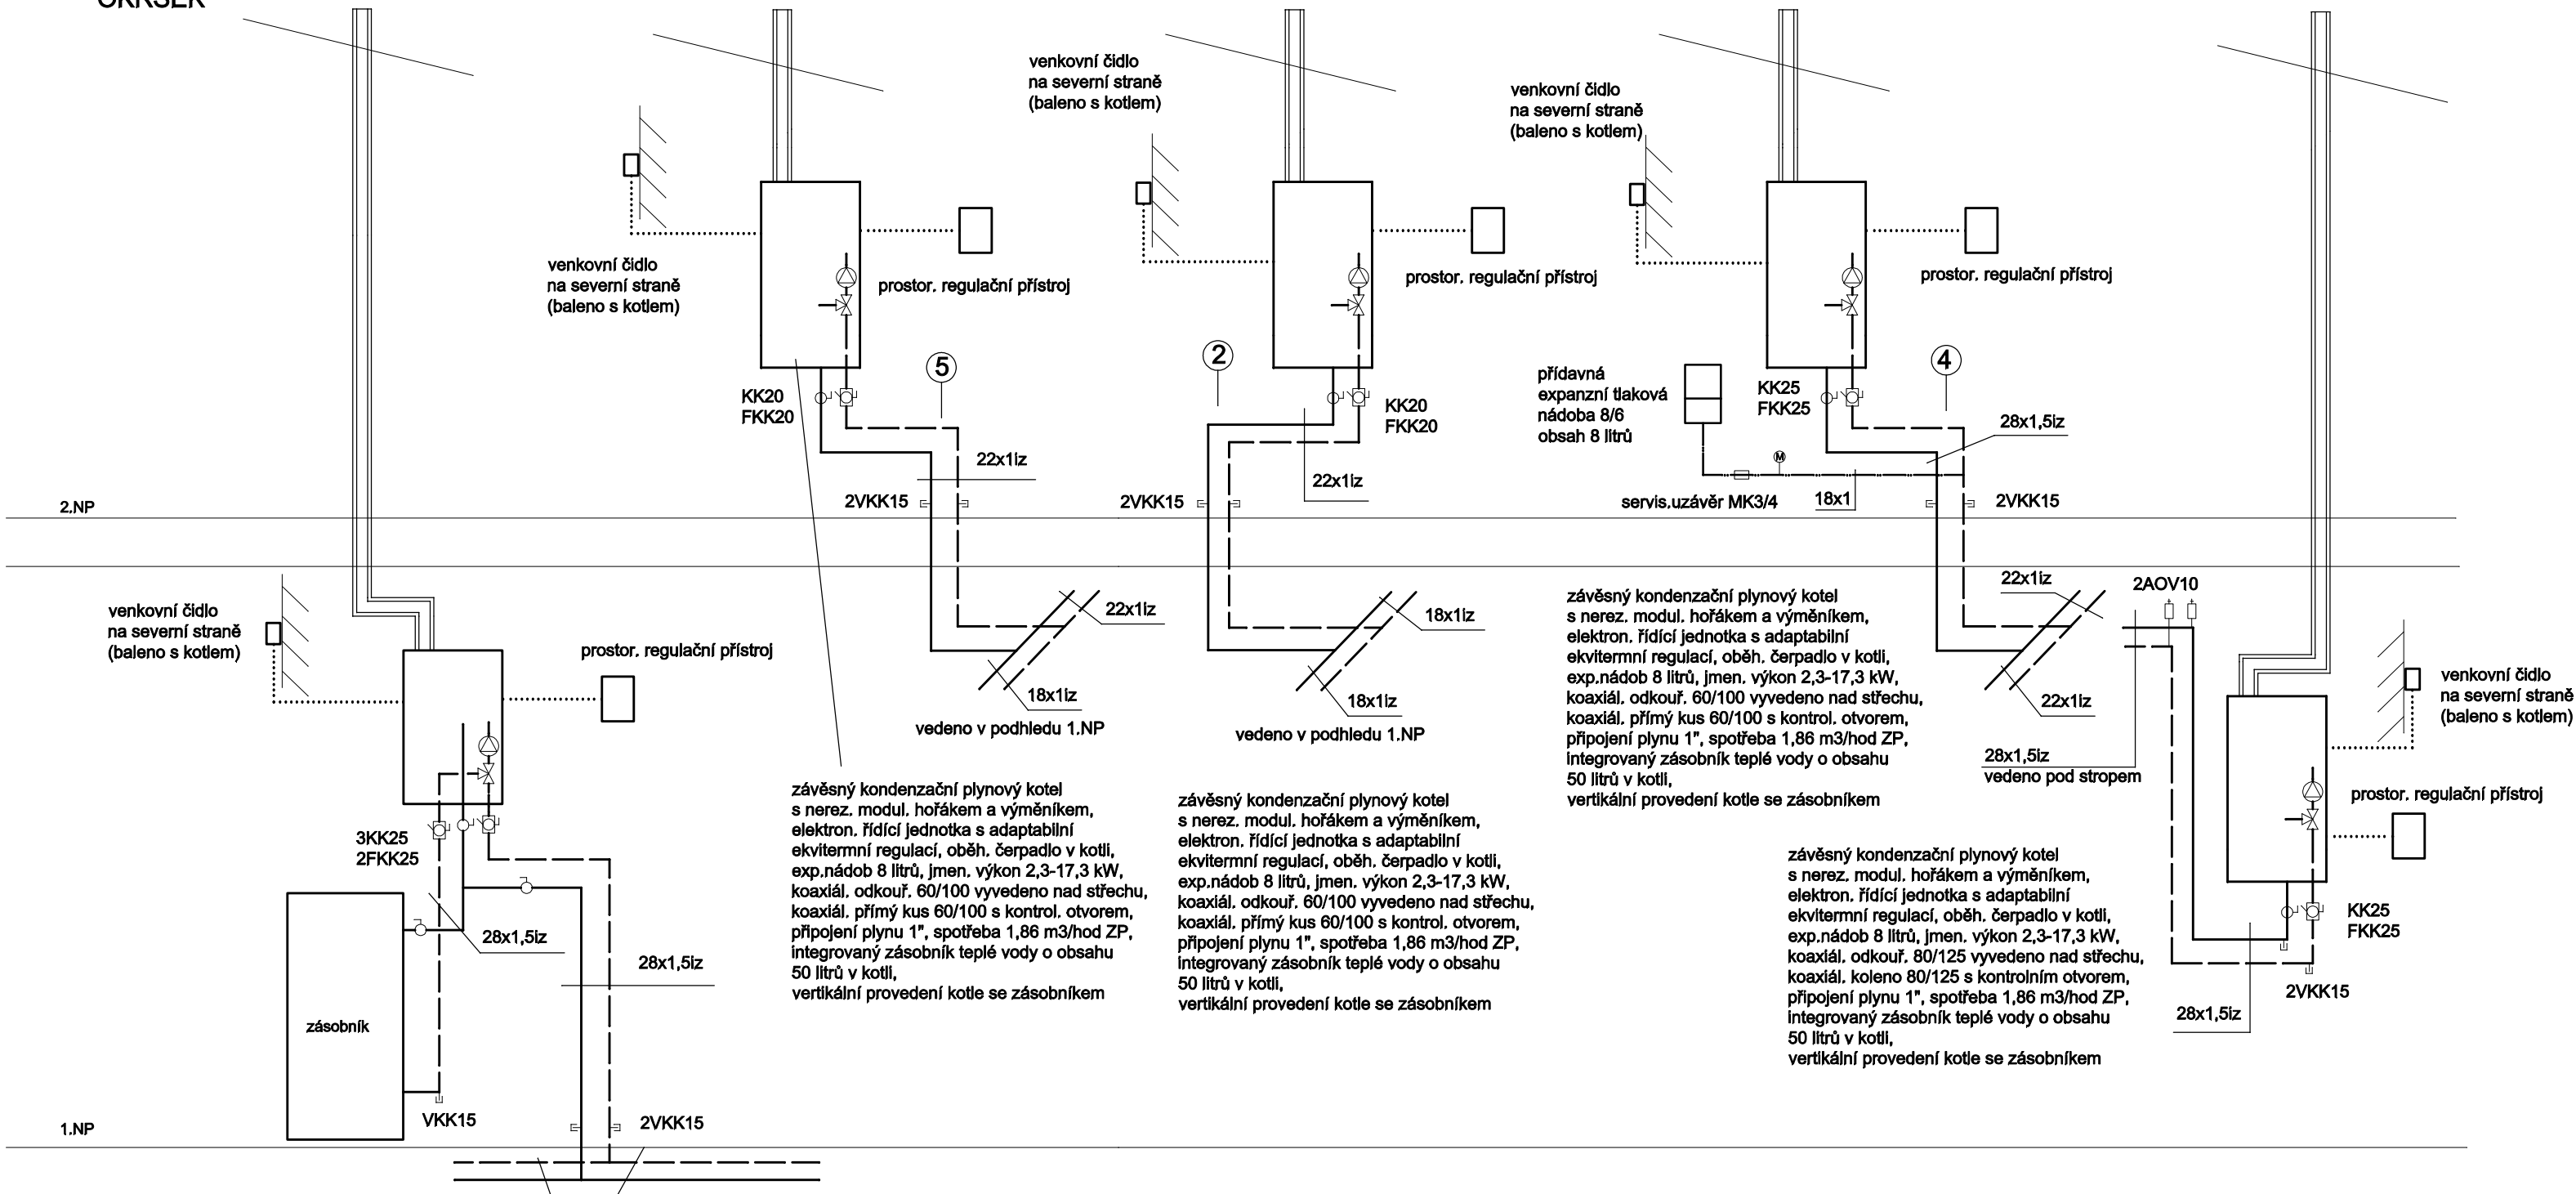 venkovní čidlo
na severní straně
(baleno s kotlem)
venkovní čidlo
na severní straně
(baleno s kotlem)
venkovní čidlo
na severní straně
(baleno s kotlem)
prostor. regulační přístroj
prostor. regulační přístroj
prostor. regulační přístroj
5
2
4
KK20
FKK20
KK20
FKK20
přídavná
expanzní tlaková
nádoba 8/6
obsah 8 litrů
KK25
FKK25
28x1,5iz
22x1iz
22x1iz
M
2VKK15
2VKK15
servis.uzávěr MK3/4
18x1
2VKK15
2.NP
venkovní čidlo
na severní straně
(baleno s kotlem)
prostor. regulační přístroj
22x1iz
18x1iz
vedeno v podhledu 1.NP
18x1iz
18x1iz
vedeno v podhledu 1.NP
závěsný kondenzační plynový kotel
s nerez. modul. hořákem a výměníkem,
elektron. řídící jednotka s adaptabilní
ekvitermní regulací, oběh. čerpadlo v kotli,
exp.nádob 8 litrů, jmen. výkon 2,3-17,3 kW,
koaxiál. odkouř. 60/100 vyvedeno nad střechu,
koaxiál. přímý kus 60/100 s kontrol. otvorem,
připojení plynu 1", spotřeba 1,86 m3/hod ZP,
integrovaný zásobník teplé vody o obsahu
50 litrů v kotli,
vertikální provedení kotle se zásobníkem
22x1iz
2AOV10
22x1iz
28x1,5iz
vedeno pod stropem
venkovní čidlo
na severní straně
(baleno s kotlem)
prostor. regulační přístroj
3KK25
2FKK25
28x1,5iz
28x1,5iz
zásobník
VKK15
2VKK15
závěsný kondenzační plynový kotel
s nerez. modul. hořákem a výměníkem,
elektron. řídící jednotka s adaptabilní
ekvitermní regulací, oběh. čerpadlo v kotli,
exp.nádob 8 litrů, jmen. výkon 2,3-17,3 kW,
koaxiál. odkouř. 60/100 vyvedeno nad střechu,
koaxiál. přímý kus 60/100 s kontrol. otvorem,
připojení plynu 1", spotřeba 1,86 m3/hod ZP,
integrovaný zásobník teplé vody o obsahu
50 litrů v kotli,
vertikální provedení kotle se zásobníkem
závěsný kondenzační plynový kotel
s nerez. modul. hořákem a výměníkem,
elektron. řídící jednotka s adaptabilní
ekvitermní regulací, oběh. čerpadlo v kotli,
exp.nádob 8 litrů, jmen. výkon 2,3-17,3 kW,
koaxiál. odkouř. 60/100 vyvedeno nad střechu,
koaxiál. přímý kus 60/100 s kontrol. otvorem,
připojení plynu 1", spotřeba 1,86 m3/hod ZP,
integrovaný zásobník teplé vody o obsahu
50 litrů v kotli,
vertikální provedení kotle se zásobníkem
závěsný kondenzační plynový kotel
s nerez. modul. hořákem a výměníkem,
elektron. řídící jednotka s adaptabilní
ekvitermní regulací, oběh. čerpadlo v kotli,
exp.nádob 8 litrů, jmen. výkon 2,3-17,3 kW,
koaxiál. odkouř. 80/125 vyvedeno nad střechu,
koaxiál. koleno 80/125 s kontrolním otvorem,
připojení plynu 1", spotřeba 1,86 m3/hod ZP,
integrovaný zásobník teplé vody o obsahu
50 litrů v kotli,
vertikální provedení kotle se zásobníkem
KK25
FKK25
2VKK15
28x1,5iz
1.NP